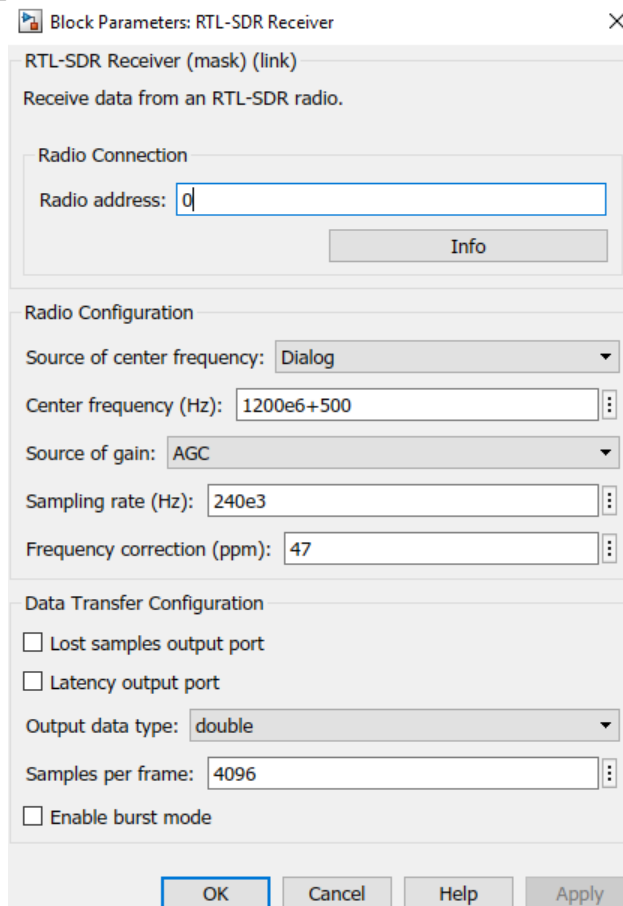 Block Parameters: RTL-SDR Receiver
RTL-SDR Receiver (mask) (link)
Receive data from an RTL-SDR radio.
Radio Connection
Radio address: 0
Info
Radio Configuration
Source of center frequency: Dialog
Center frequency (Hz): 1200e6+500
Source of gain: AGC
Sampling rate (Hz): 240e3
Frequency correction (ppm): 47
Data Transfer Configuration
Lost samples output port
Latency output port
Output data type: double
Samples per frame: 4096
Enable burst mode
OK Cancel Help Apply